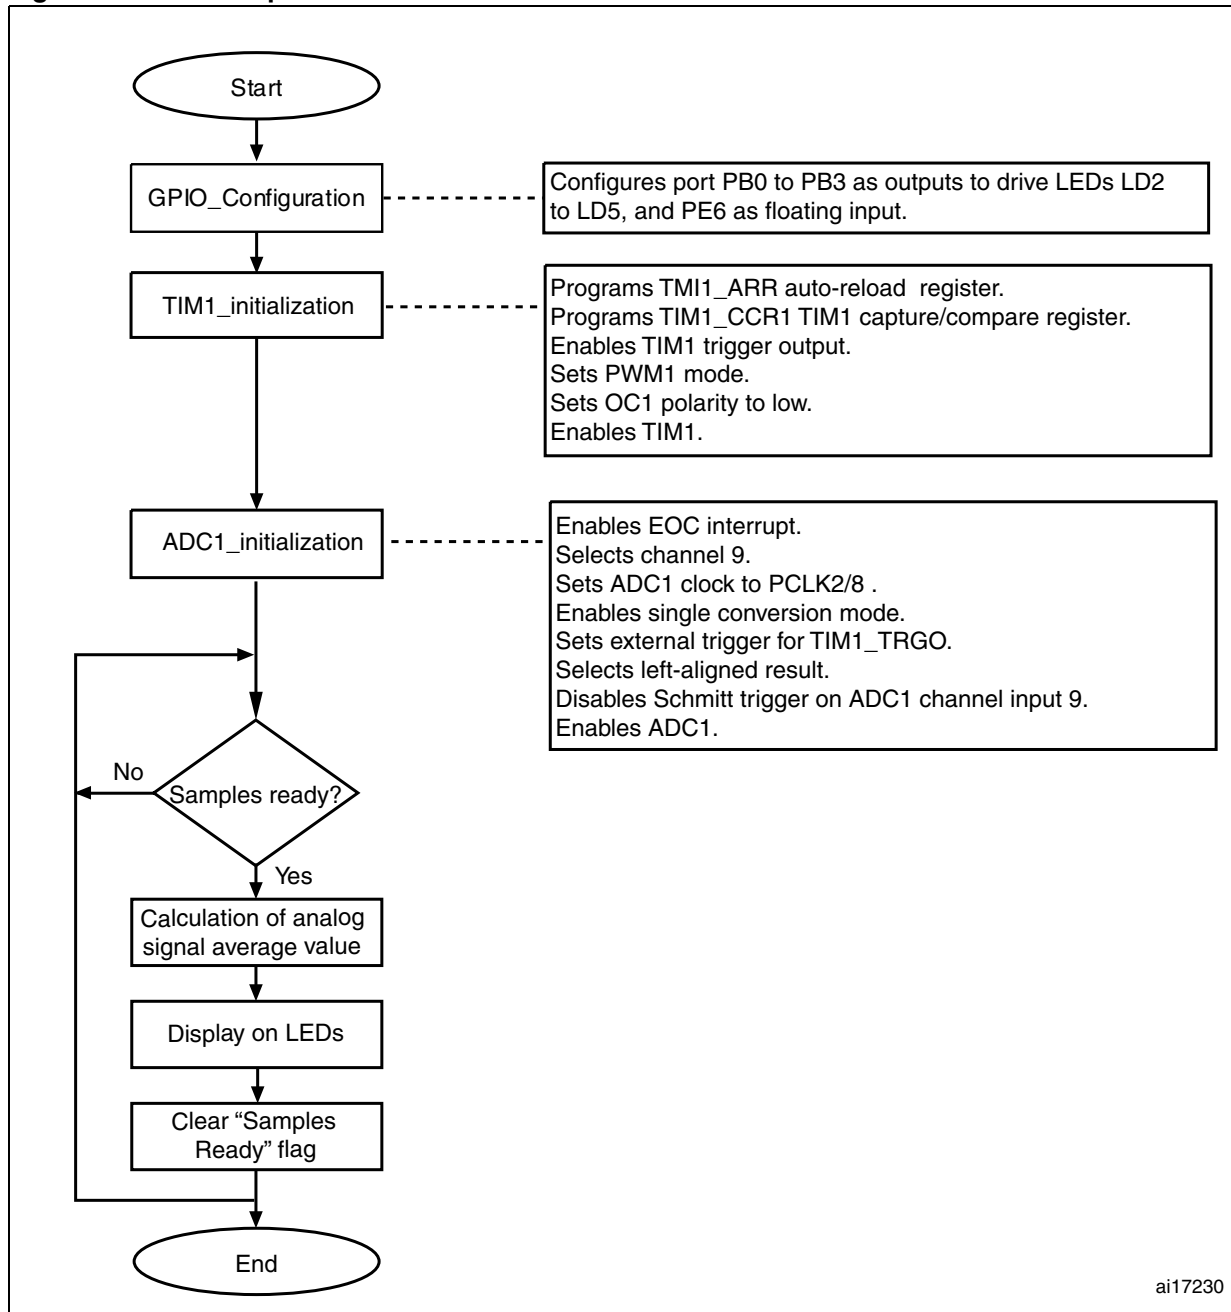 Start
GPIO_Configuration
Configures port PB0 to PB3 as outputs to drive LEDs LD2
to LD5, and PE6 as floating input.
TIM1_initialization
Programs TMI1_ARR auto-reload register.
Programs TIM1_CCR1 TIM1 capture/compare register.
Enables TIM1 trigger output.
Sets PWM1 mode.
Sets OC1 polarity to low.
Enables TIM1.
ADC1_initialization
Enables EOC interrupt.
Selects channel 9.
Sets ADC1 clock to PCLK2/8 .
Enables single conversion mode.
Sets external trigger for TIM1_TRGO.
Selects left-aligned result.
Disables Schmitt trigger on ADC1 channel input 9.
Enables ADC1.
No
Samples ready?
Yes
Calculation of analog
signal average value
Display on LEDs
Clear “Samples
Ready” flag
End
ai17230